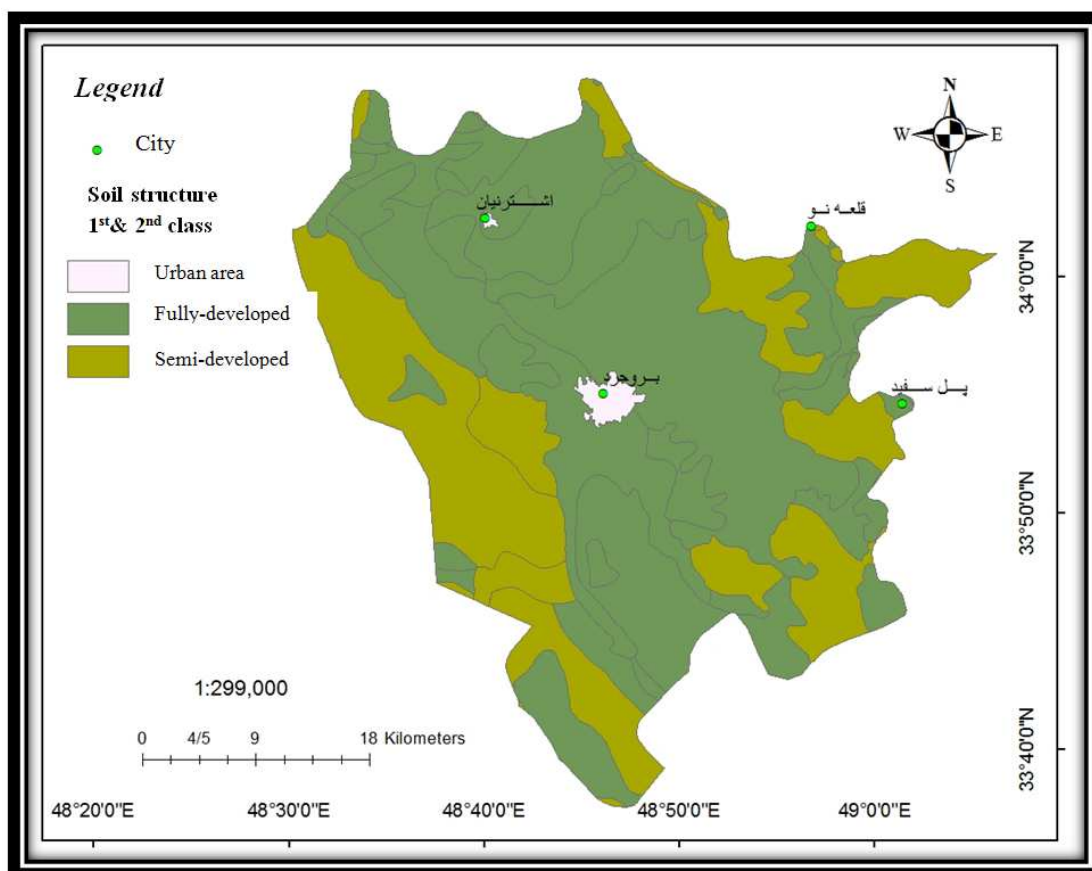 Legend
City
Soil structure
1st& 2nd class
Urban area
Fully-developed
Semi-developed
N
W E
S
اشترنیان
قلعه نو
بروجرد
پل سفید
34°0'0"N
33°50'0"N
33°40'0"N
1:299,000
0 4/5 9 18 Kilometers
48°20'0"E 48°30'0"E 48°40'0"E 48°50'0"E 49°0'0"E